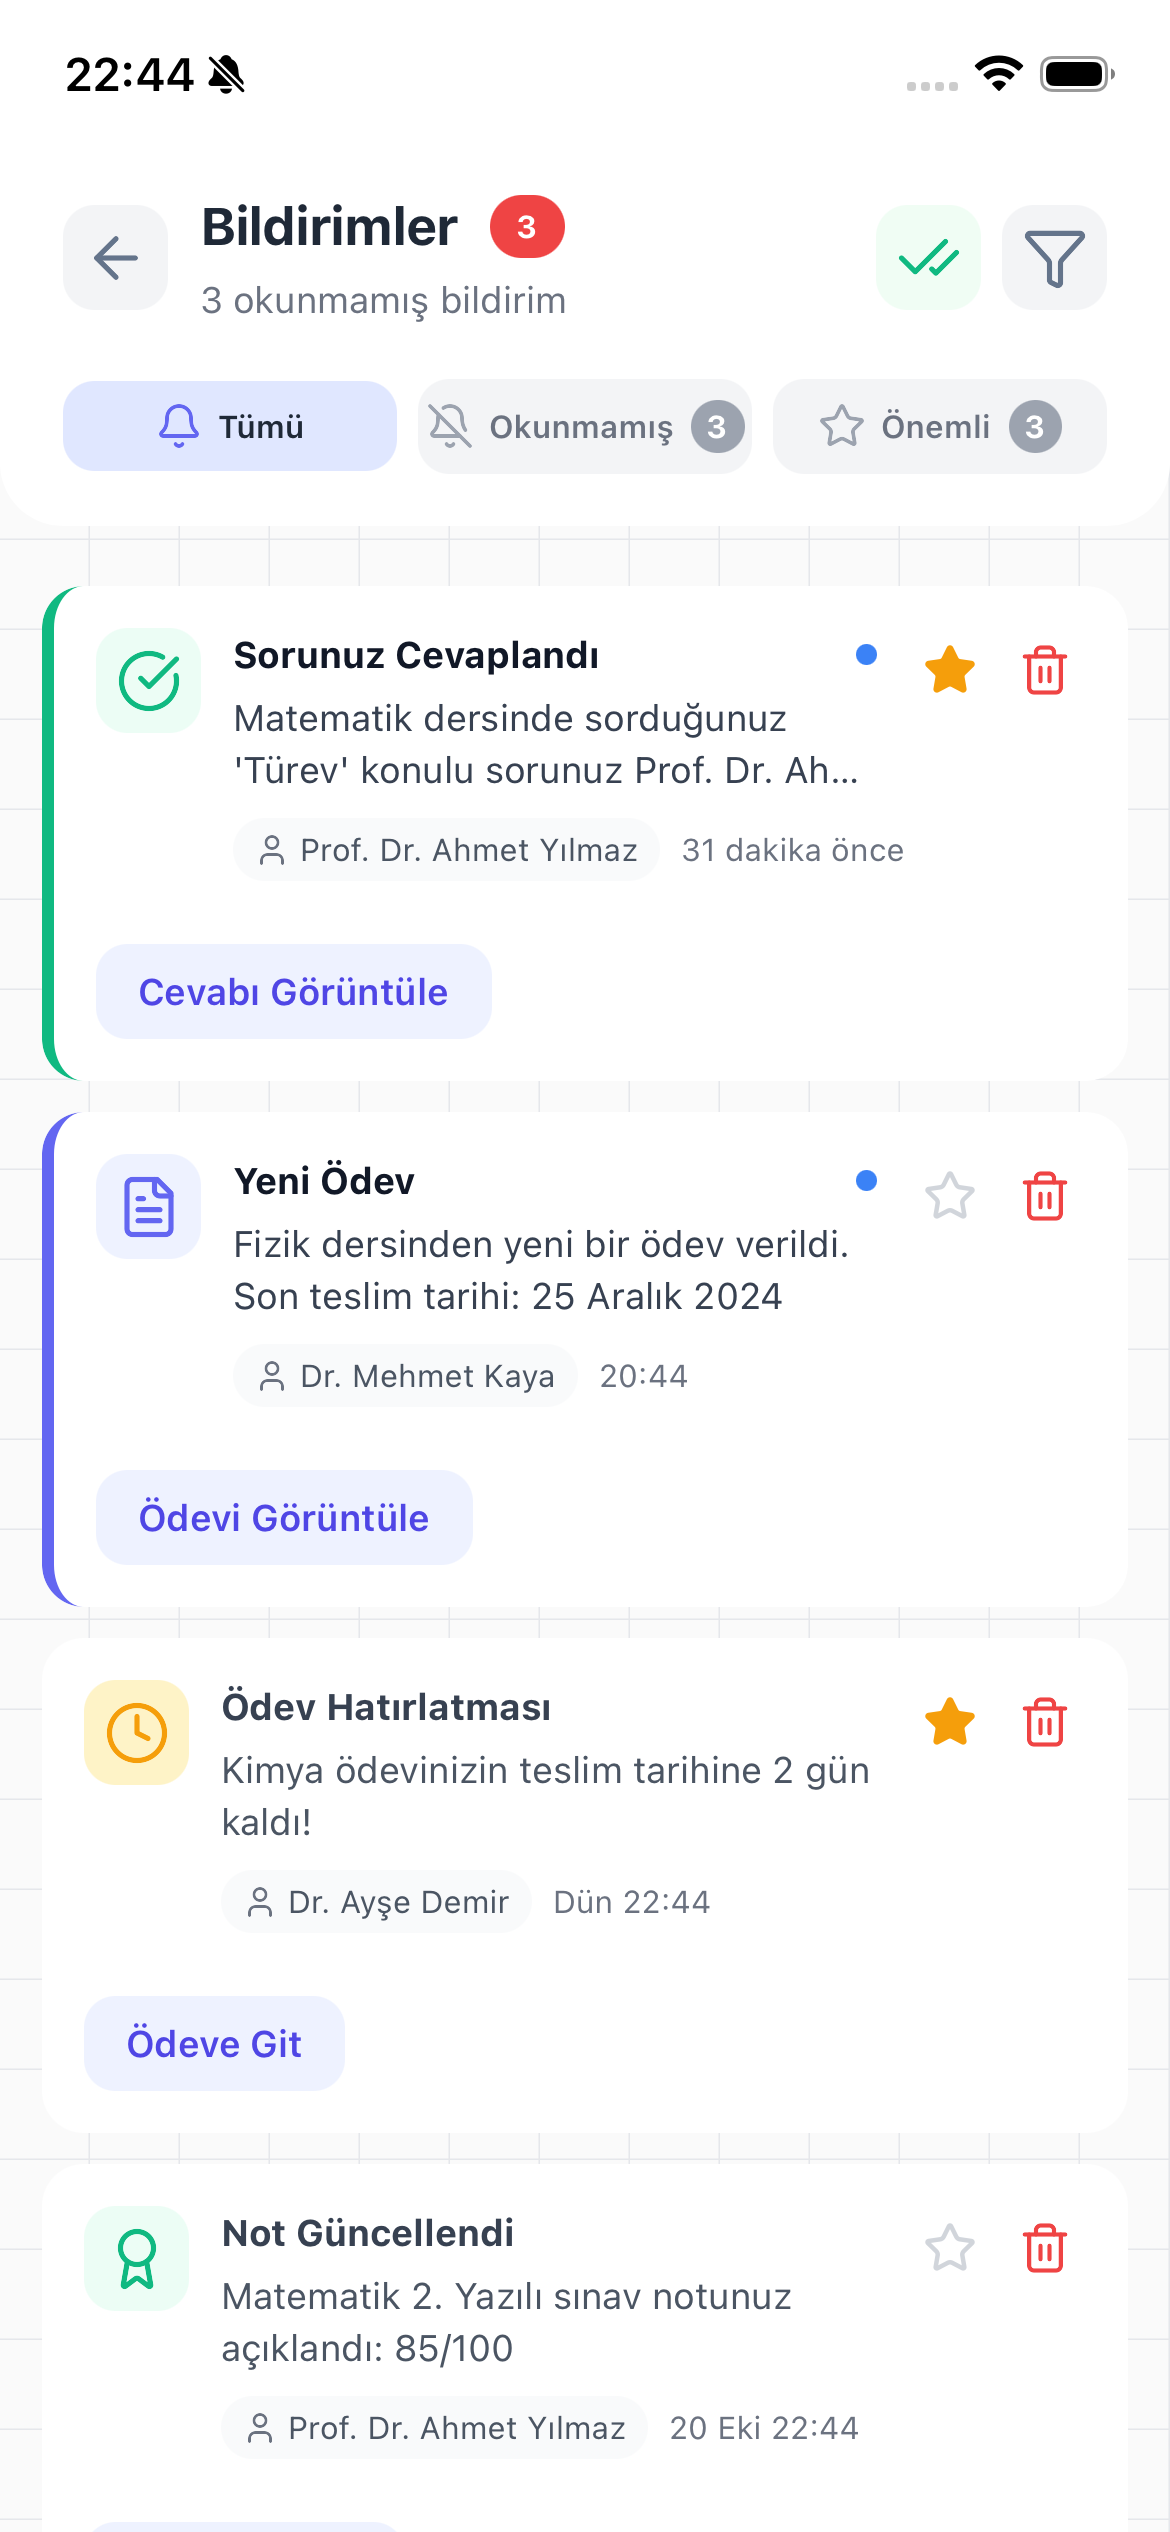 22:44
Bildirimler 3
3 okunmamış bildirim
Tümü
Okunmamış 3
Önemli 3
Sorunuz Cevaplandı
Matematik dersinde sorduğunuz
'Türev' konulu sorunuz Prof. Dr. Ah...
Prof. Dr. Ahmet Yılmaz 31 dakika önce
Cevabı Görüntüle
Yeni Ödev
Fizik dersinden yeni bir ödev verildi.
Son teslim tarihi: 25 Aralık 2024
Dr. Mehmet Kaya 20:44
Ödevi Görüntüle
Ödev Hatırlatması
Kimya ödevinizin teslim tarihine 2 gün
kaldı!
Dr. Ayşe Demir Dün 22:44
Ödeve Git
Not Güncellendi
Matematik 2. Yazılı sınav notunuz
açıklandı: 85/100
Prof. Dr. Ahmet Yılmaz 20 Eki 22:44